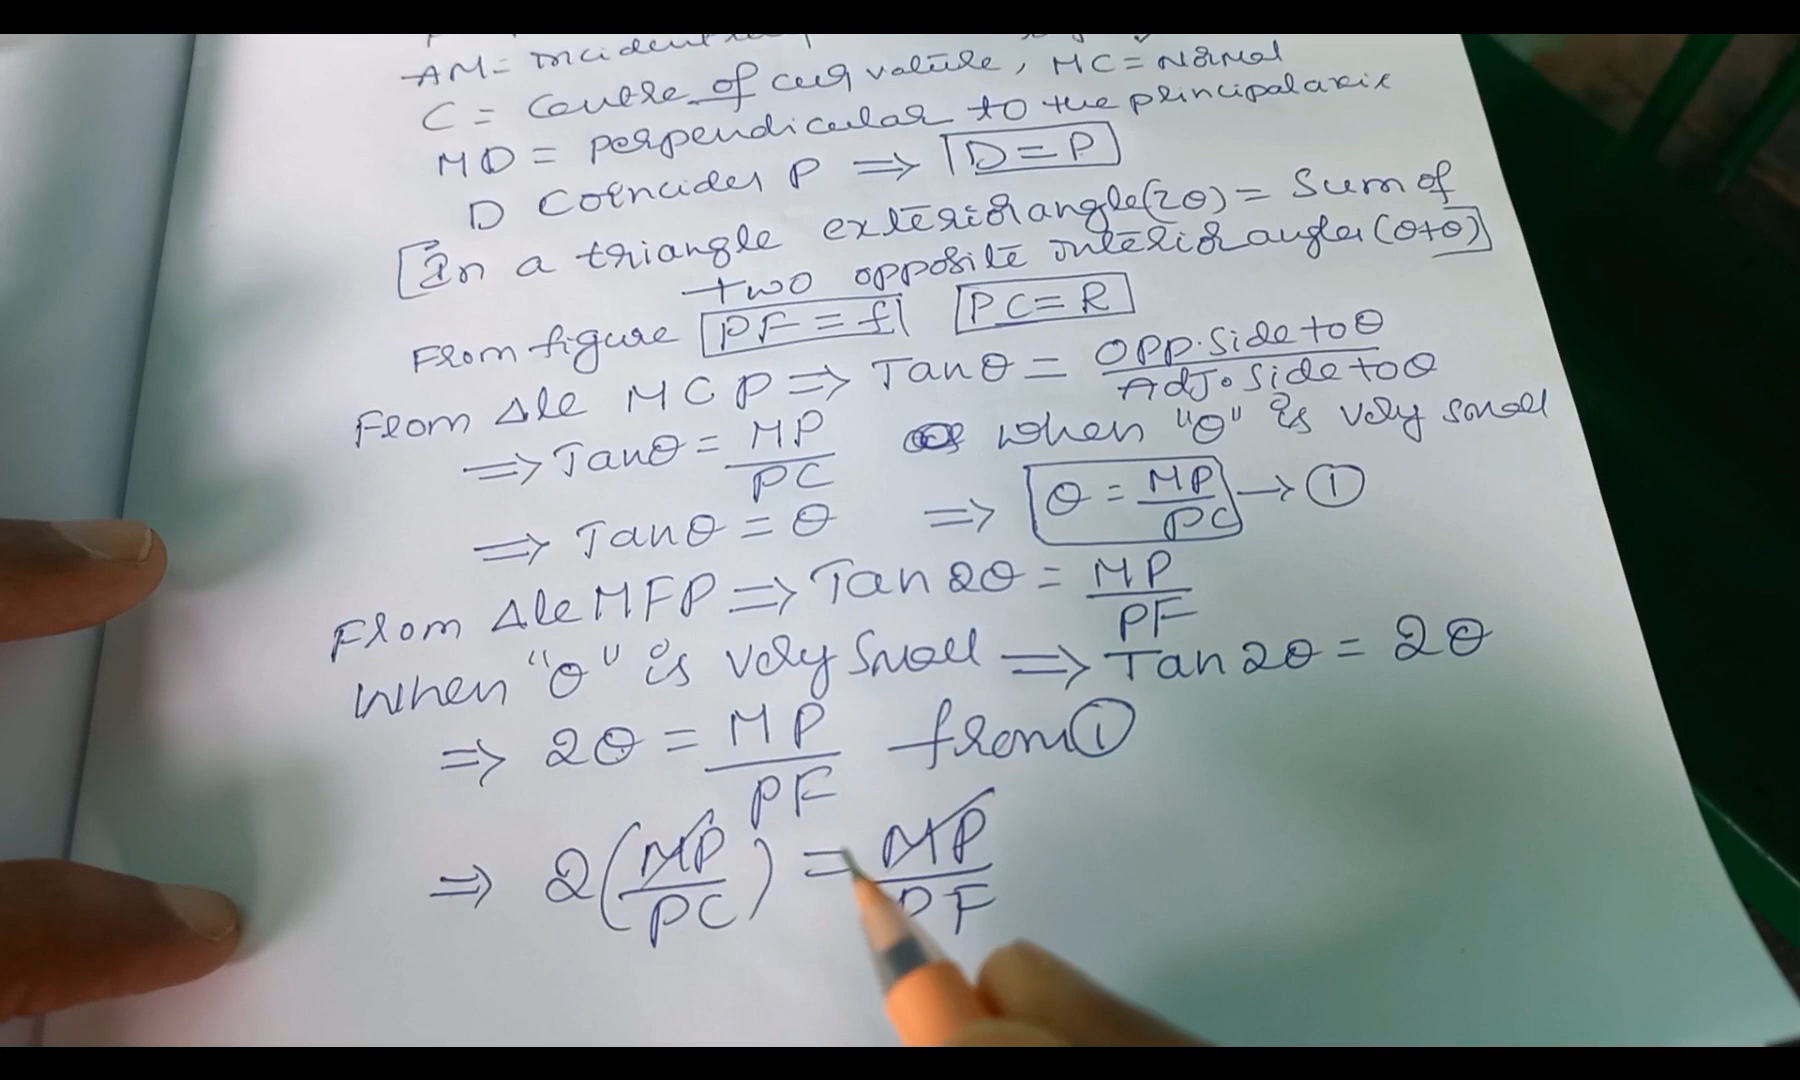 AM = incident
C = Centre of curvature, MC = Normal
MD = perpendicular to the principal axis
D Coincides P ⇒ D = P
[In a triangle exterior angle (2θ) = Sum of
two opposite interior angles (θ+θ)]
From figure PF = f PC = R
From Δle MCP ⇒ Tanθ = Opp. Side to θ / Adj. Side to θ
⇒ Tanθ = MP / PC when "θ" is very small
⇒ Tanθ = θ ⇒ θ = MP / PC → ①
From Δle MFP ⇒ Tan 2θ = MP / PF
When "θ" is very Small ⇒ Tan 2θ = 2θ
⇒ 2θ = MP / PF from ①
⇒ 2 (MP / PC) = MP / PF